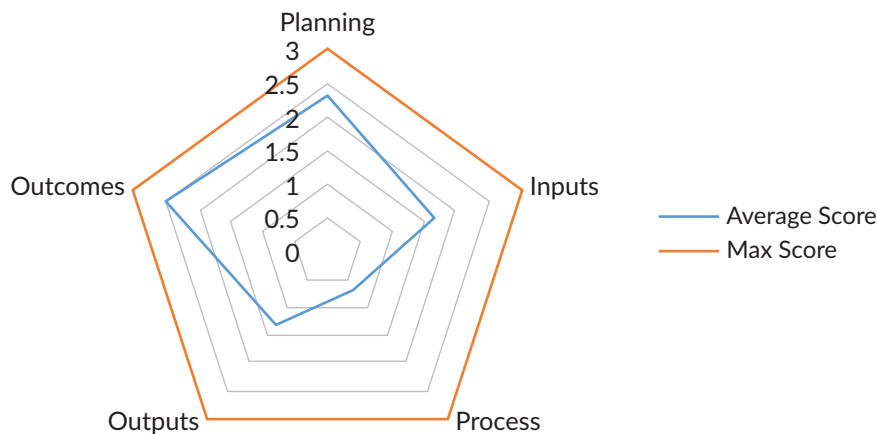 Planning
3
2.5
2
1.5
1
0.5
0
Outcomes
Inputs
Average Score
Max Score
Outputs
Process